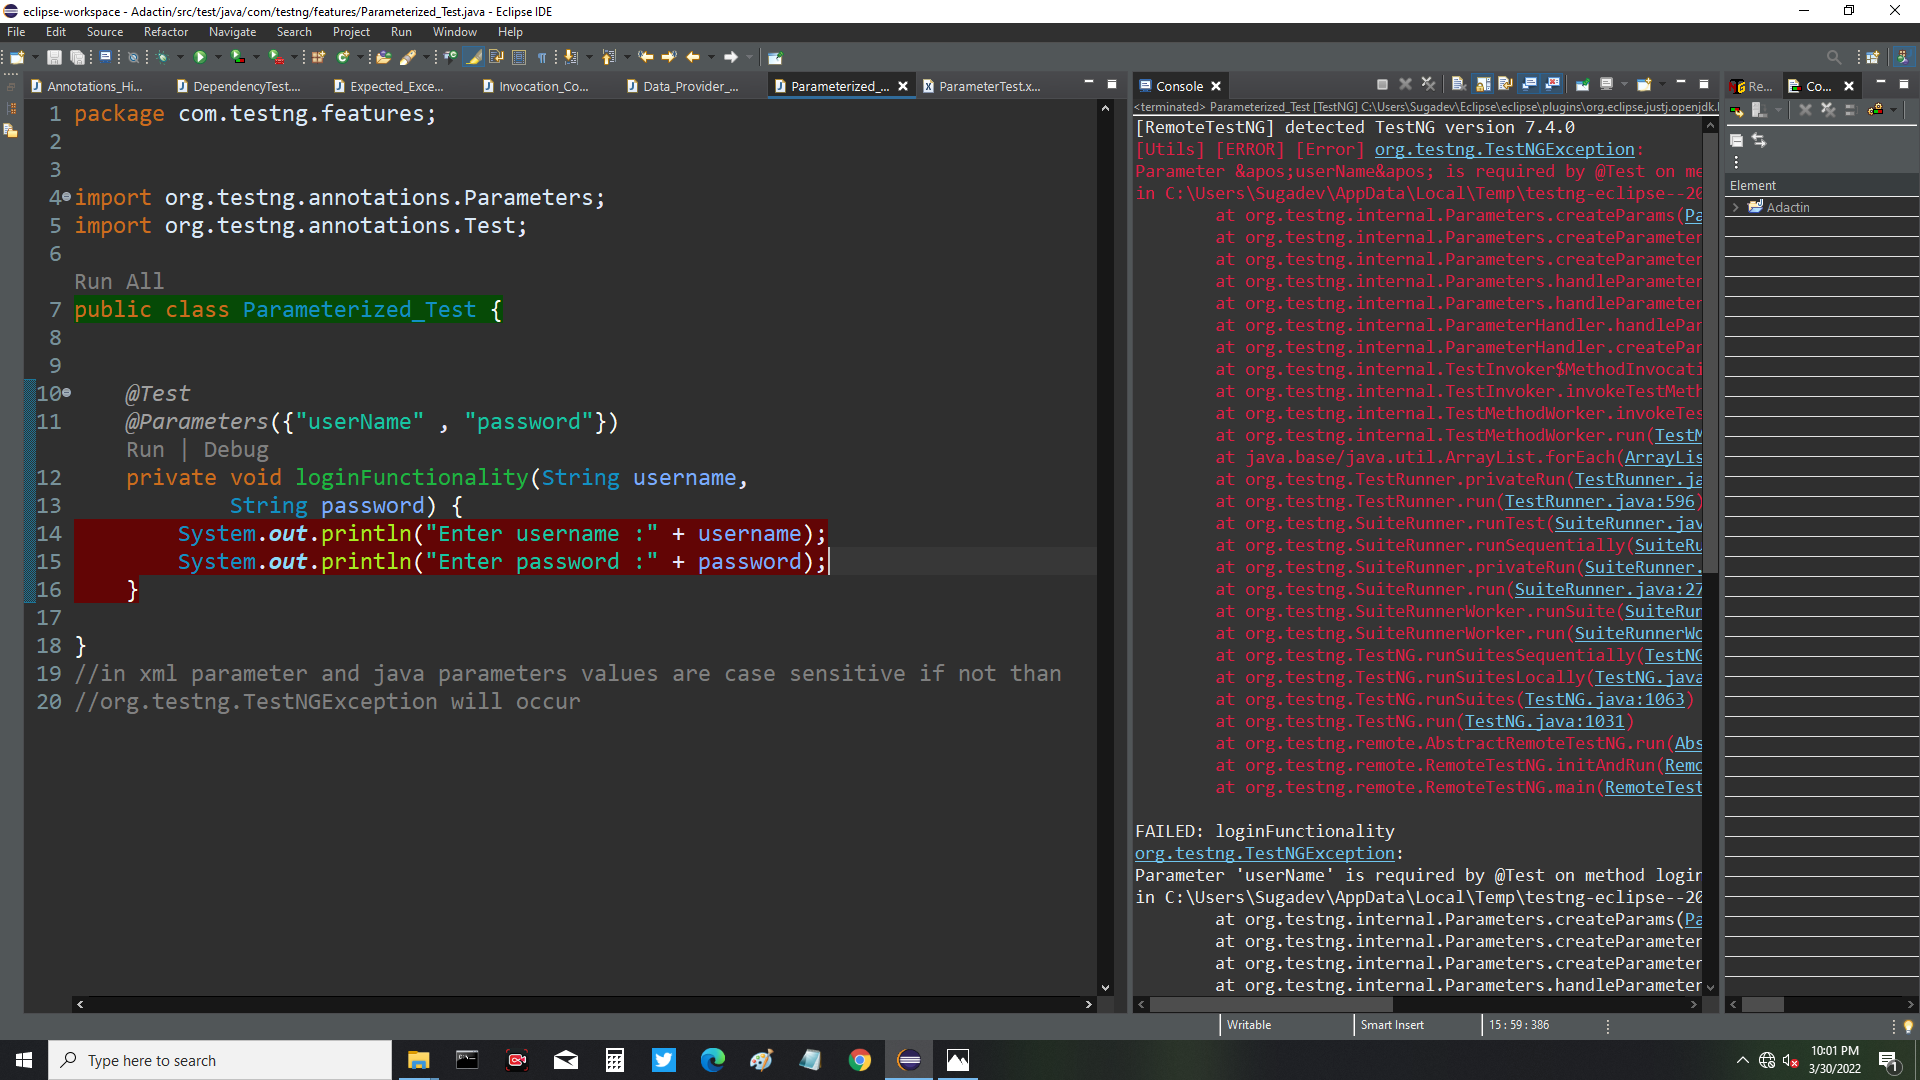 eclipse-workspace - Adactin/src/test/java/com/testng/features/Parameterized_Test.java - Eclipse IDE
File Edit Source Refactor Navigate Search Project Run Window Help
Annotations_Hi... DependencyTest.... Expected_Exce... Invocation_Co... Data_Provider_... Parameterized_... ParameterTest.x...
1 package com.testng.features;
2
3
4 import org.testng.annotations.Parameters;
5 import org.testng.annotations.Test;
6
Run All
7 public class Parameterized_Test {
8
9
10 @Test
11 @Parameters({"userName" , "password"})
Run | Debug
12 private void loginFunctionality(String username,
13 String password) {
14 System.out.println("Enter username :" + username);
15 System.out.println("Enter password :" + password);
16 }
17
18 }
19 //in xml parameter and java parameters values are case sensitive if not than
20 //org.testng.TestNGException will occur
Console
<terminated> Parameterized_Test [TestNG] C:\Users\Sugadev\Eclipse\eclipse\plugins\org.eclipse.justj.openjdk.
[RemoteTestNG] detected TestNG version 7.4.0
[Utils] [ERROR] [Error] org.testng.TestNGException:
Parameter &apos;userName&apos; is required by @Test on me
in C:\Users\Sugadev\AppData\Local\Temp\testng-eclipse--20
at org.testng.internal.Parameters.createParams(Pa
at org.testng.internal.Parameters.createParameter
at org.testng.internal.Parameters.createParameter
at org.testng.internal.Parameters.handleParameter
at org.testng.internal.Parameters.handleParameter
at org.testng.internal.ParameterHandler.handlePar
at org.testng.internal.ParameterHandler.createPar
at org.testng.internal.TestInvoker$MethodInvocati
at org.testng.internal.TestInvoker.invokeTestMeth
at org.testng.internal.TestMethodWorker.invokeTes
at org.testng.internal.TestMethodWorker.run(TestM
at java.base/java.util.ArrayList.forEach(ArrayLis
at org.testng.TestRunner.privateRun(TestRunner.ja
at org.testng.TestRunner.run(TestRunner.java:596)
at org.testng.SuiteRunner.runTest(SuiteRunner.jav
at org.testng.SuiteRunner.runSequentially(SuiteRu
at org.testng.SuiteRunner.privateRun(SuiteRunner.
at org.testng.SuiteRunner.run(SuiteRunner.java:27
at org.testng.SuiteRunnerWorker.runSuite(SuiteRun
at org.testng.SuiteRunnerWorker.run(SuiteRunnerWo
at org.testng.TestNG.runSuitesSequentially(TestNG
at org.testng.TestNG.runSuitesLocally(TestNG.java
at org.testng.TestNG.runSuites(TestNG.java:1063)
at org.testng.TestNG.run(TestNG.java:1031)
at org.testng.remote.AbstractRemoteTestNG.run(Abs
at org.testng.remote.RemoteTestNG.initAndRun(Remo
at org.testng.remote.RemoteTestNG.main(RemoteTest
FAILED: loginFunctionality
org.testng.TestNGException:
Parameter 'userName' is required by @Test on method login
in C:\Users\Sugadev\AppData\Local\Temp\testng-eclipse--20
at org.testng.internal.Parameters.createParams(Pa
at org.testng.internal.Parameters.createParameter
at org.testng.internal.Parameters.createParameter
at org.testng.internal.Parameters.handleParameter
Re... Co...
Element
Adactin
Writable Smart Insert 15 : 59 : 386
Type here to search
10:01 PM
3/30/2022
1